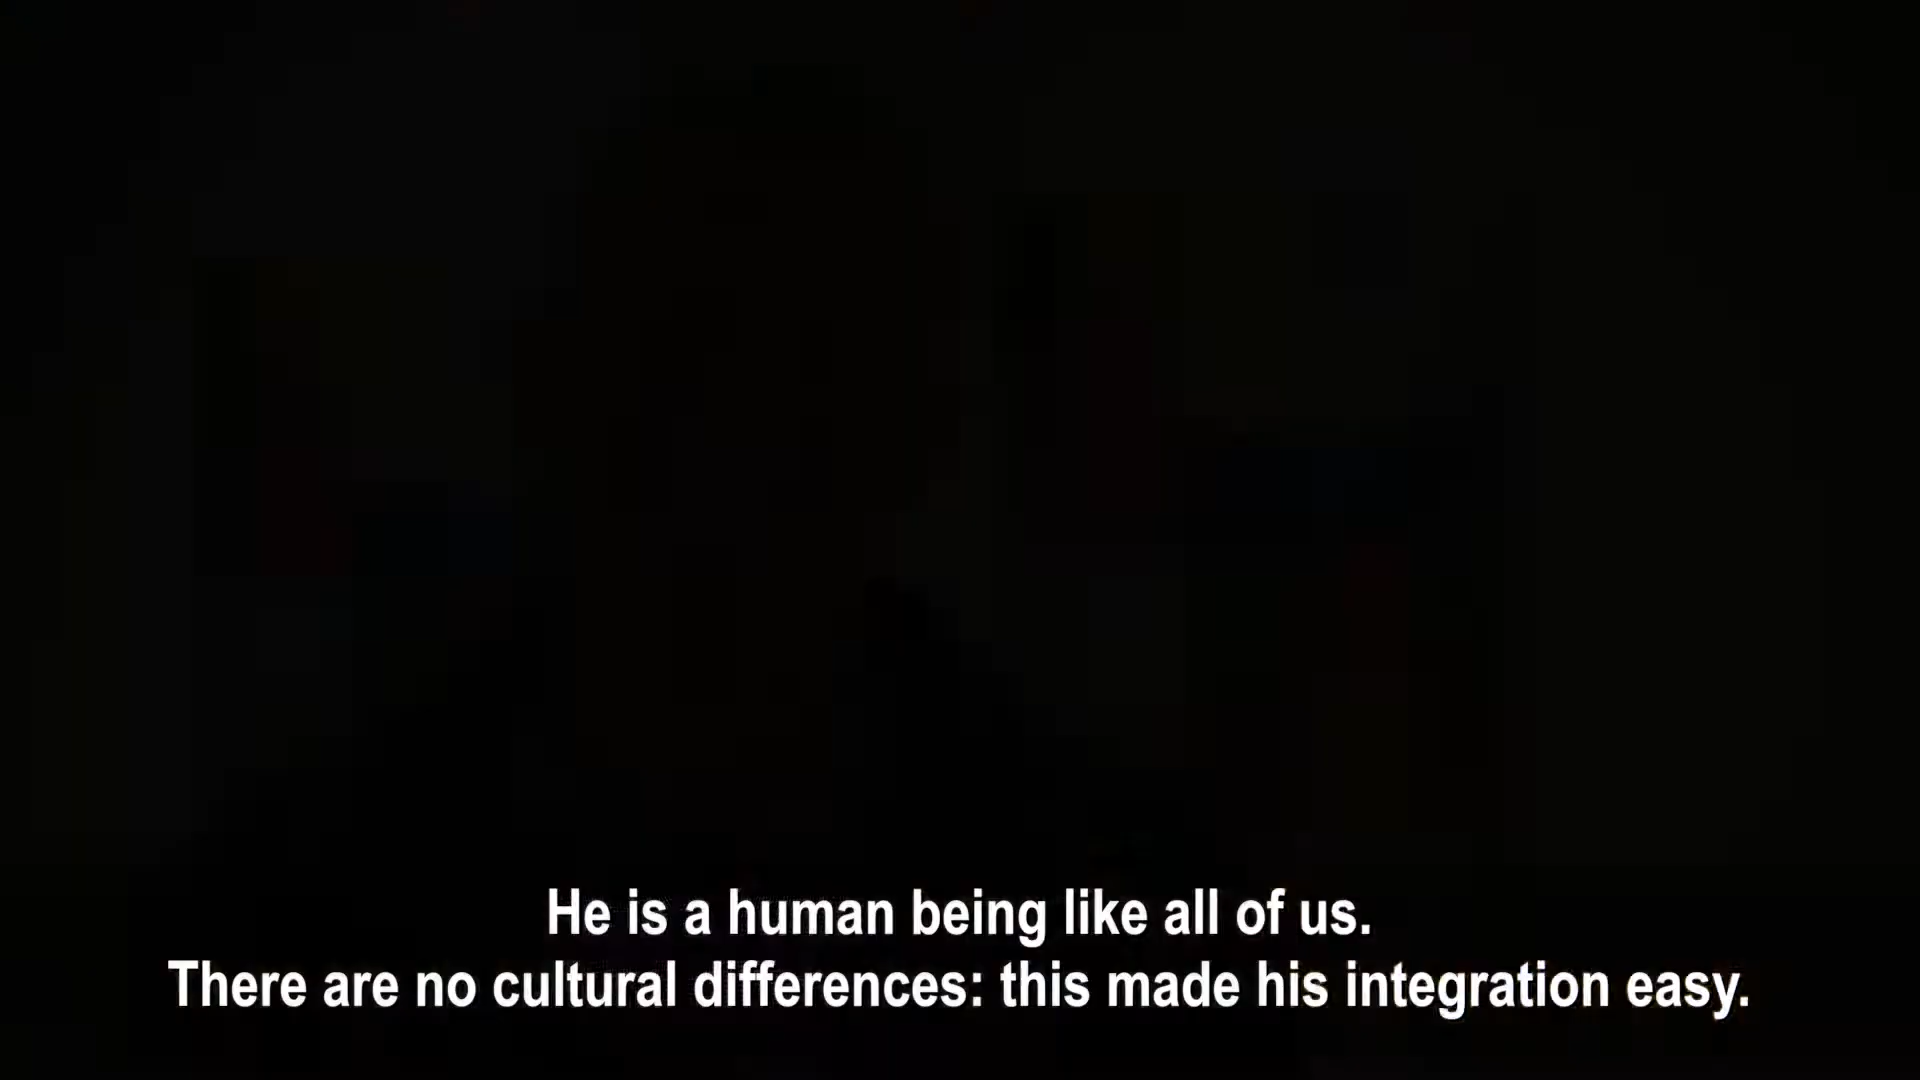 He is a human being like all of us.
There are no cultural differences: this made his integration easy.